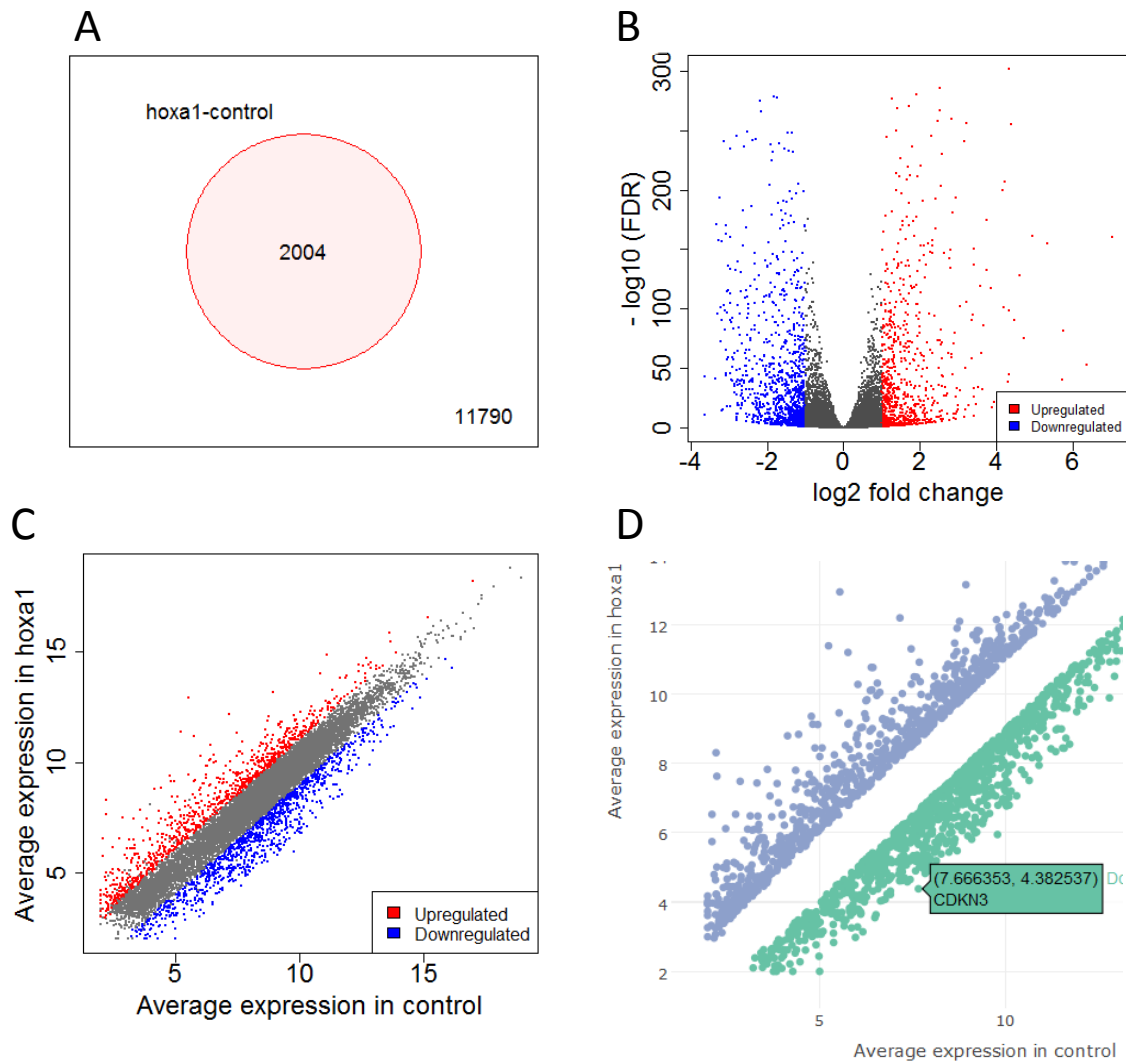 A
hoxa1-control
2004
11790
B
- log10 (FDR)
300
200
100
50
0
Upregulated
Downregulated
-4
-2
0
2
4
6
log2 fold change
C
Average expression in hoxa1
15
10
5
Upregulated
Downregulated
5
10
15
Average expression in control
D
Average expression in hoxa1
14
12
10
8
6
4
2
(7.666353, 4.382537) Do
CDKN3
5
10
Average expression in control